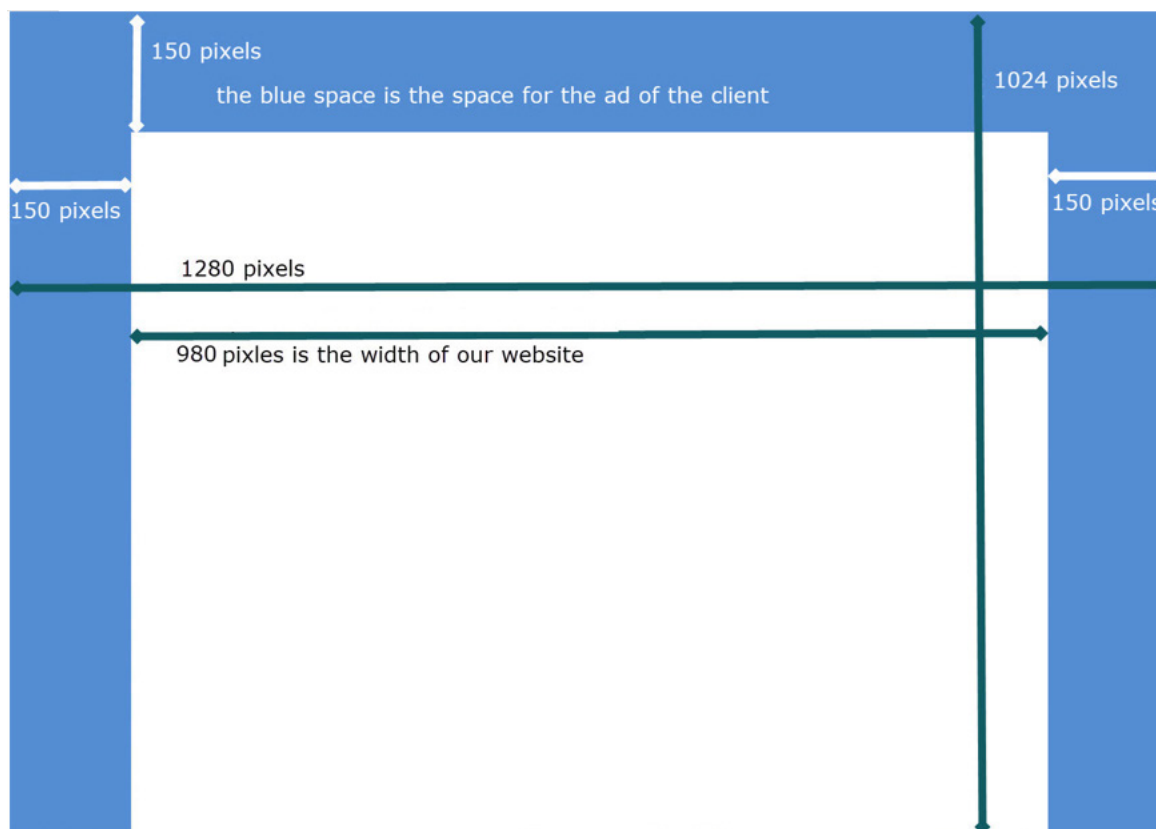 150 pixels
1024 pixels
the blue space is the space for the ad of the client
150 pixels
150 pixels
1280 pixels
980 pixles is the width of our website